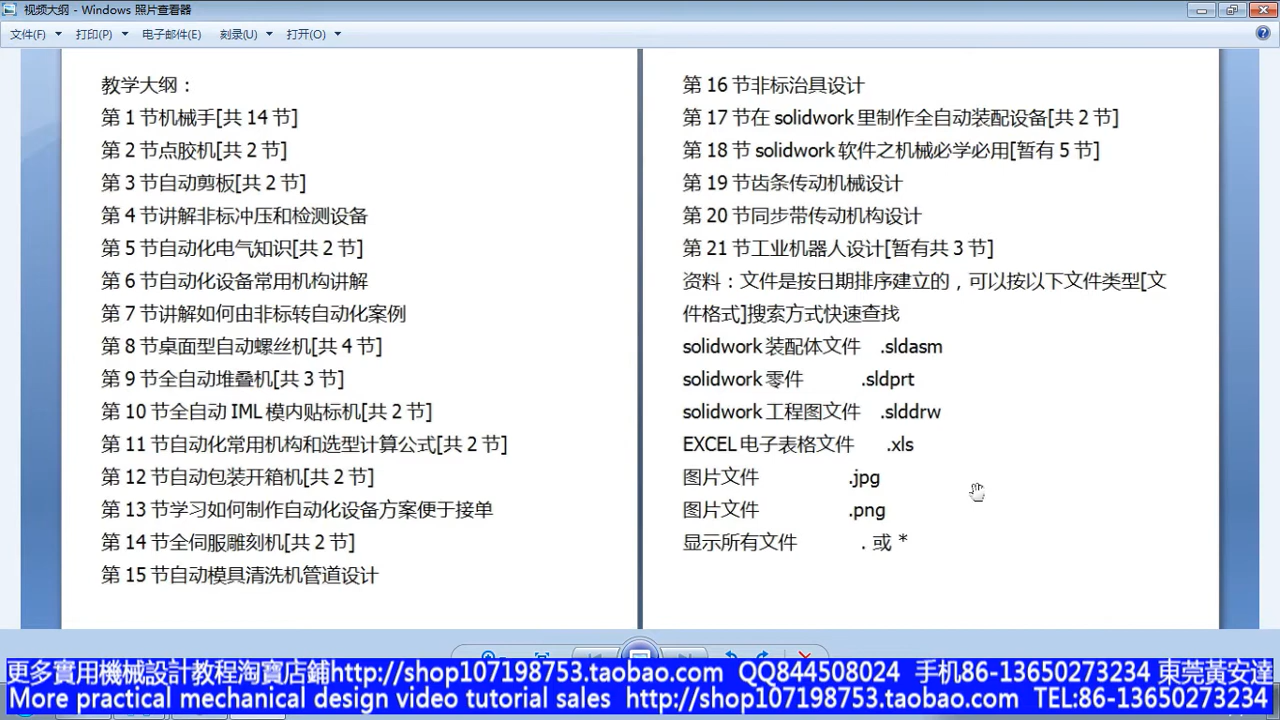 视频大纲 - Windows 照片查看器
文件(F) 打印(P) 电子邮件(E) 刻录(U) 打开(O)
教学大纲：
第 1 节机械手[共 14 节]
第 2 节点胶机[共 2 节]
第 3 节自动剪板[共 2 节]
第 4 节讲解非标冲压和检测设备
第 5 节自动化电气知识[共 2 节]
第 6 节自动化设备常用机构讲解
第 7 节讲解如何由非标转自动化案例
第 8 节桌面型自动螺丝机[共 4 节]
第 9 节全自动堆叠机[共 3 节]
第 10 节全自动 IML 模内贴标机[共 2 节]
第 11 节自动化常用机构和选型计算公式[共 2 节]
第 12 节自动包装开箱机[共 2 节]
第 13 节学习如何制作自动化设备方案便于接单
第 14 节全伺服雕刻机[共 2 节]
第 15 节自动模具清洗机管道设计
第 16 节非标治具设计
第 17 节在 solidwork 里制作全自动装配设备[共 2 节]
第 18 节 solidwork 软件之机械必学必用[暂有 5 节]
第 19 节齿条传动机械设计
第 20 节同步带传动机构设计
第 21 节工业机器人设计[暂有共 3 节]
资料：文件是按日期排序建立的，可以按以下文件类型[文
件格式]搜索方式快速查找
solidwork 装配体文件 .sldasm
solidwork 零件 .sldprt
solidwork 工程图文件 .slddrw
EXCEL 电子表格文件 .xls
图片文件 .jpg
图片文件 .png
显示所有文件 . 或 *
更多實用機械設計教程淘寶店鋪http://shop107198753.taobao.com QQ844508024 手机86-13650273234 東莞黃安達
More practical mechanical design video tutorial sales http://shop107198753.taobao.com TEL:86-13650273234